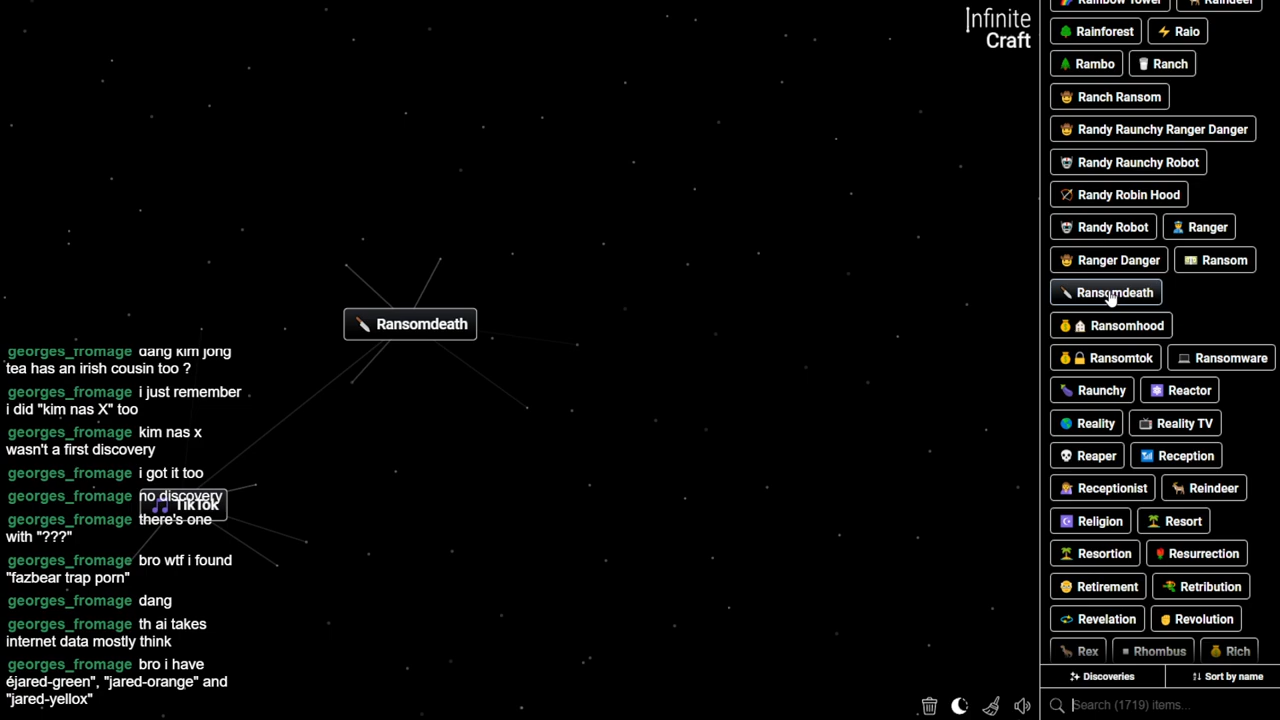 Infinite
Craft
Ransomdeath
TikTok
georges_fromage dang kim jong
tea has an irish cousin too ?
georges_fromage i just remember
i did "kim nas X" too
georges_fromage kim nas x
wasn't a first discovery
georges_fromage i got it too
georges_fromage no discovery
georges_fromage there's one
with "???"
georges_fromage bro wtf i found
"fazbear trap porn"
georges_fromage dang
georges_fromage th ai takes
internet data mostly think
georges_fromage bro i have
éjared-green", "jared-orange" and
"jared-yellox"
Rainbow Tower Raindeer
Rainforest Raio
Rambo Ranch
Ranch Ransom
Randy Raunchy Ranger Danger
Randy Raunchy Robot
Randy Robin Hood
Randy Robot Ranger
Ranger Danger Ransom
Ransomdeath
Ransomhood
Ransomtok Ransomware
Raunchy Reactor
Reality Reality TV
Reaper Reception
Receptionist Reindeer
Religion Resort
Resortion Resurrection
Retirement Retribution
Revelation Revolution
Rex Rhombus Rich
Discoveries Sort by name
Search (1719) items...